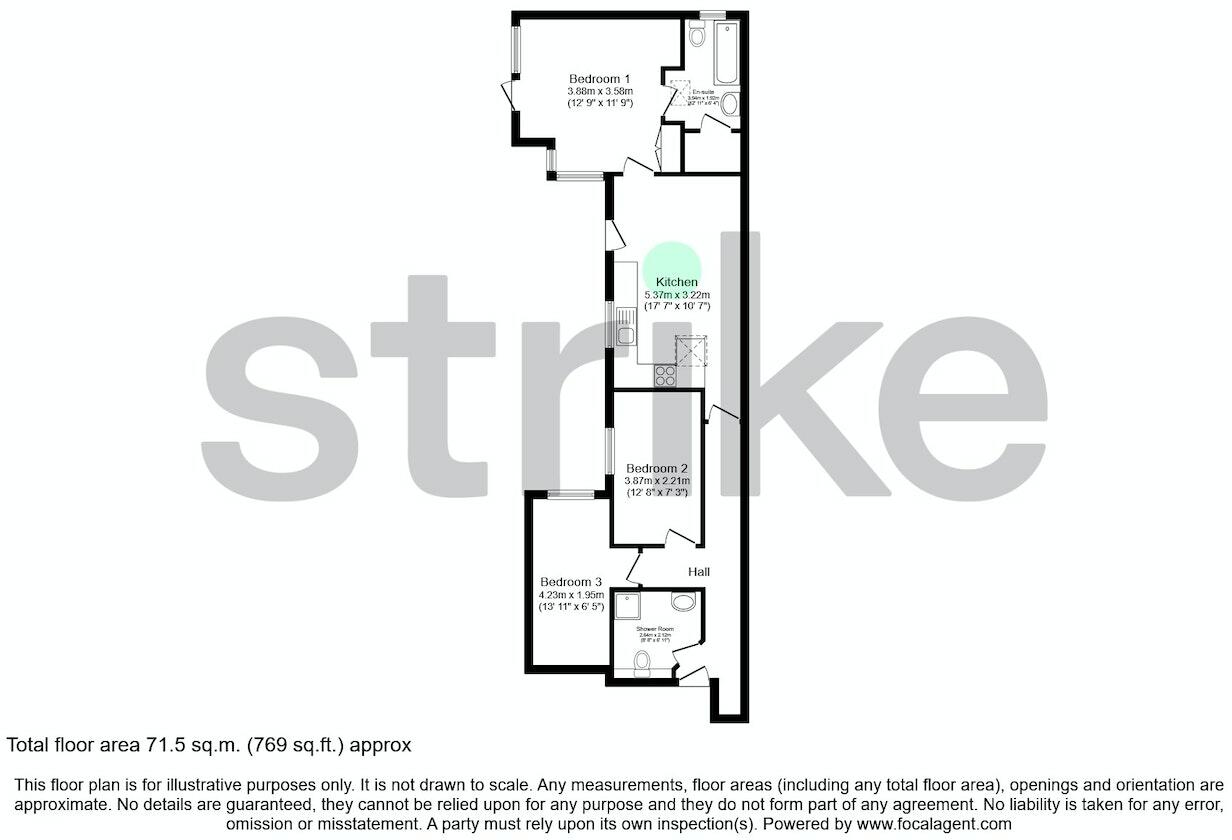 Bedroom 1
3.88m x 3.58m
(12' 9" x 11' 9")
En-suite
3.94m x 1.92m
(12' 11" x 6' 4")
Kitchen
5.37m x 3.22m
(17' 7" x 10' 7")
strike
Bedroom 2
3.87m x 2.21m
(12' 8" x 7' 3")
Hall
Bedroom 3
4.23m x 1.95m
(13' 11" x 6' 5")
Shower Room
2.64m x 2.12m
(8' 8" x 6' 11")
Total floor area 71.5 sq.m. (769 sq.ft.) approx
This floor plan is for illustrative purposes only. It is not drawn to scale. Any measurements, floor areas (including any total floor area), openings and orientation are
approximate. No details are guaranteed, they cannot be relied upon for any purpose and they do not form part of any agreement. No liability is taken for any error,
omission or misstatement. A party must rely upon its own inspection(s). Powered by www.focalagent.com